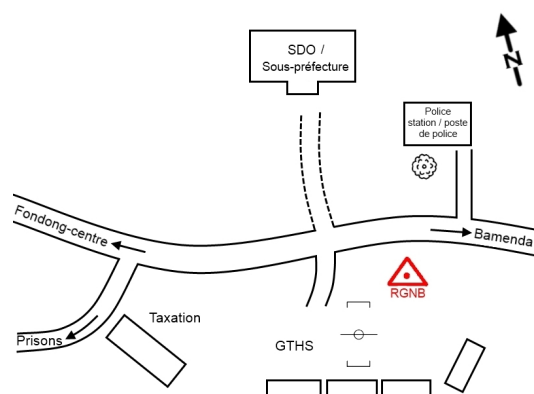 SDO /
Sous-préfecture
N
Police
station / poste
de police
Fondong-centre
Bamenda
RGNB
Taxation
Prisons
GTHS